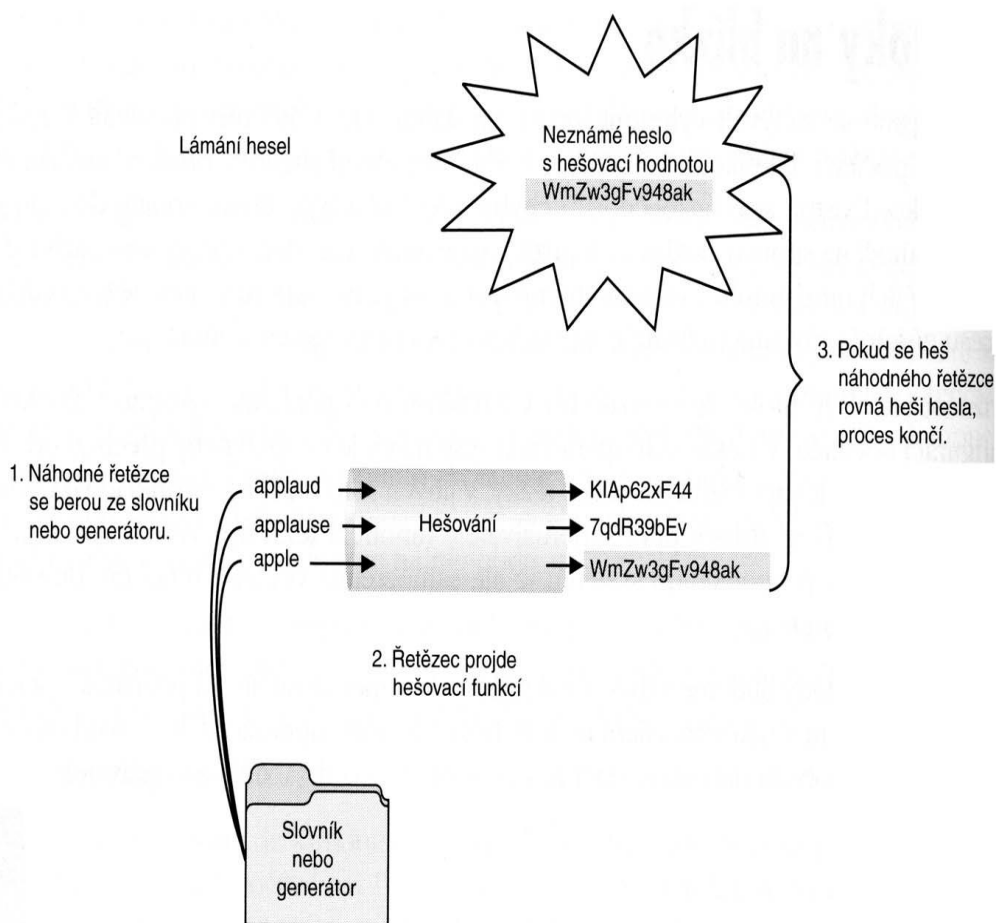 Lámání hesel
Neznámé heslo
s hešovací hodnotou
WmZw3gFv948ak
3. Pokud se heš
náhodného řetězce
rovná heši hesla,
proces končí.
1. Náhodné řetězce
se berou ze slovníku
nebo generátoru.
applaud
applause
apple
Hešování
KIAp62xF44
7qdR39bEv
WmZw3gFv948ak
2. Řetězec projde
hešovací funkcí
Slovník
nebo
generátor